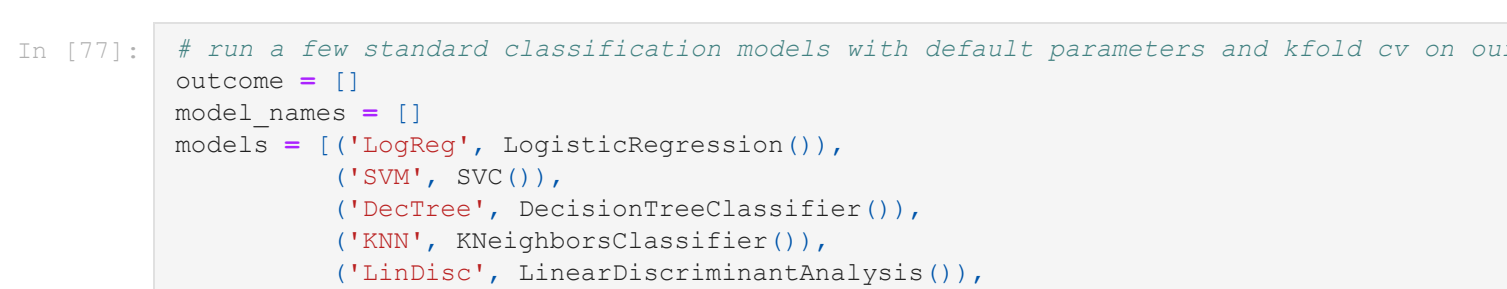 In [77]: # run a few standard classification models with default parameters and kfold cv on
outcome = []
model_names = []
models = [('LogReg', LogisticRegression()),
('SVM', SVC()),
('DecTree', DecisionTreeClassifier()),
('KNN', KNeighborsClassifier()),
('LinDisc', LinearDiscriminantAnalysis()),